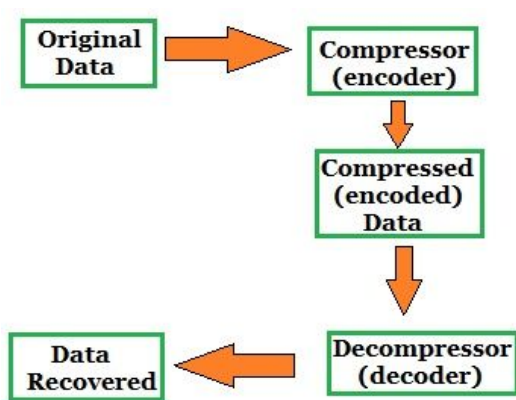 Original
Data
Compressor
(encoder)
Compressed
(encoded)
Data
Decompressor
(decoder)
Data
Recovered